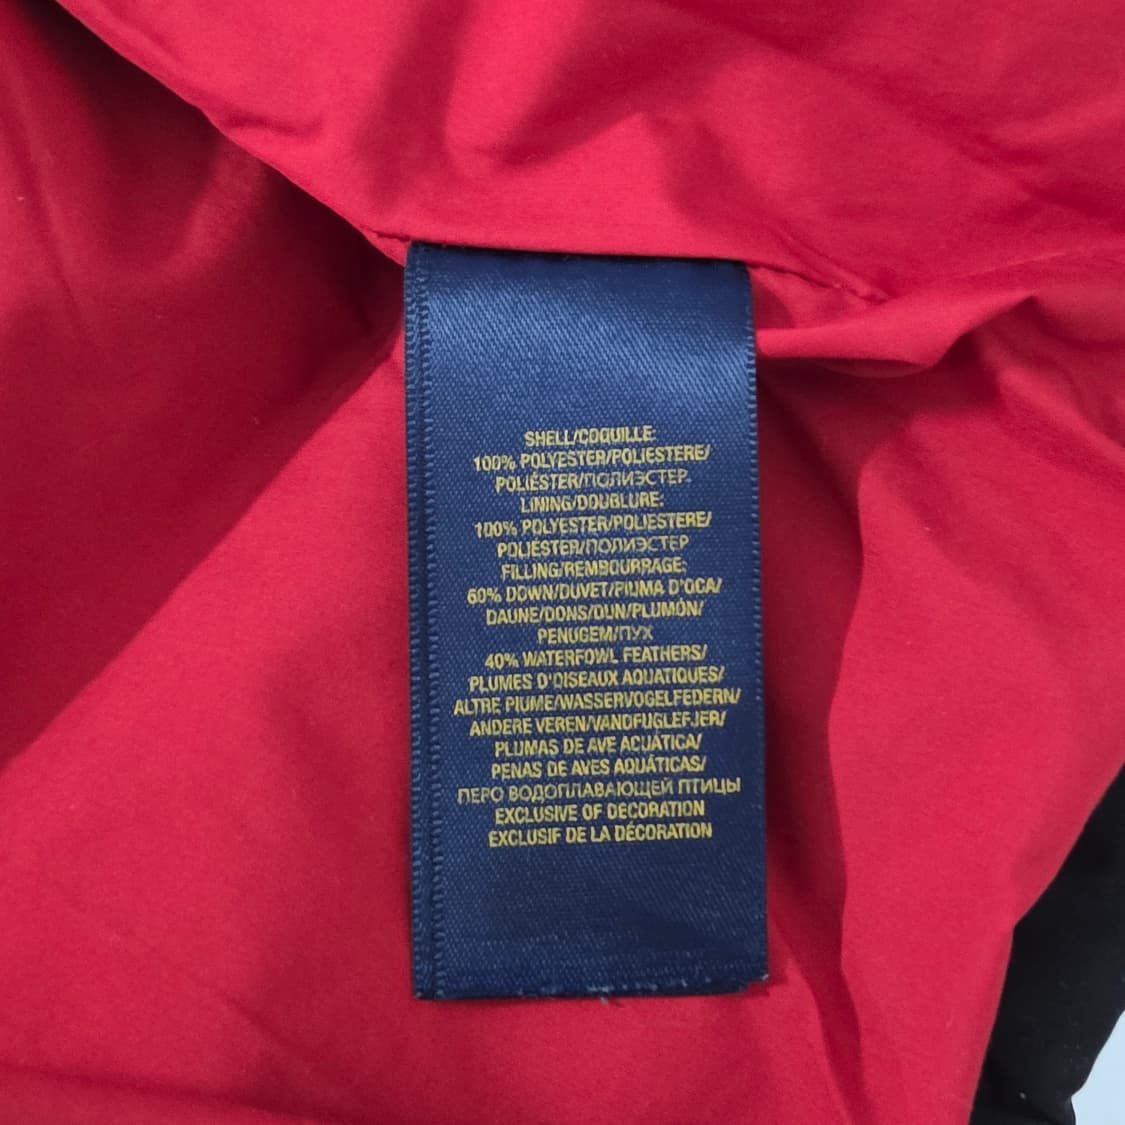 SHELL/COQUILLE:
100% POLYESTER/POLIESTERE/
POLIÉSTER/ПОЛИЭСТЕР
LINING/DOUBLURE:
100% POLYESTER/POLIESTERE/
POLIÉSTER/ПОЛИЭСТЕР
FILLING/REMBOURRAGE:
60% DOWN/DUVET/PIUMA D'OCA/
DAUNE/DONS/DUN/PLUMÓN/
PENUGEM/ПУХ
40% WATERFOWL FEATHERS/
PLUMES D'OISEAUX AQUATIQUES/
ALTRE PIUME/WASSERVOGELFEDERN/
ANDERE VEREN/VANDFUGLEFJER/
PLUMAS DE AVE ACUÁTICA/
PENAS DE AVES AQUÁTICAS/
ПЕРО ВОДОПЛАВАЮЩЕЙ ПТИЦЫ
EXCLUSIVE OF DECORATION
EXCLUSIF DE LA DÉCORATION